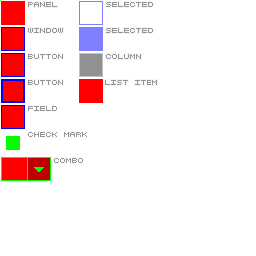 PANEL SELECTED
WINDOW SELECTED
BUTTON COLUMN
BUTTON LIST ITEM
FIELD
CHECK MARK
COMBO